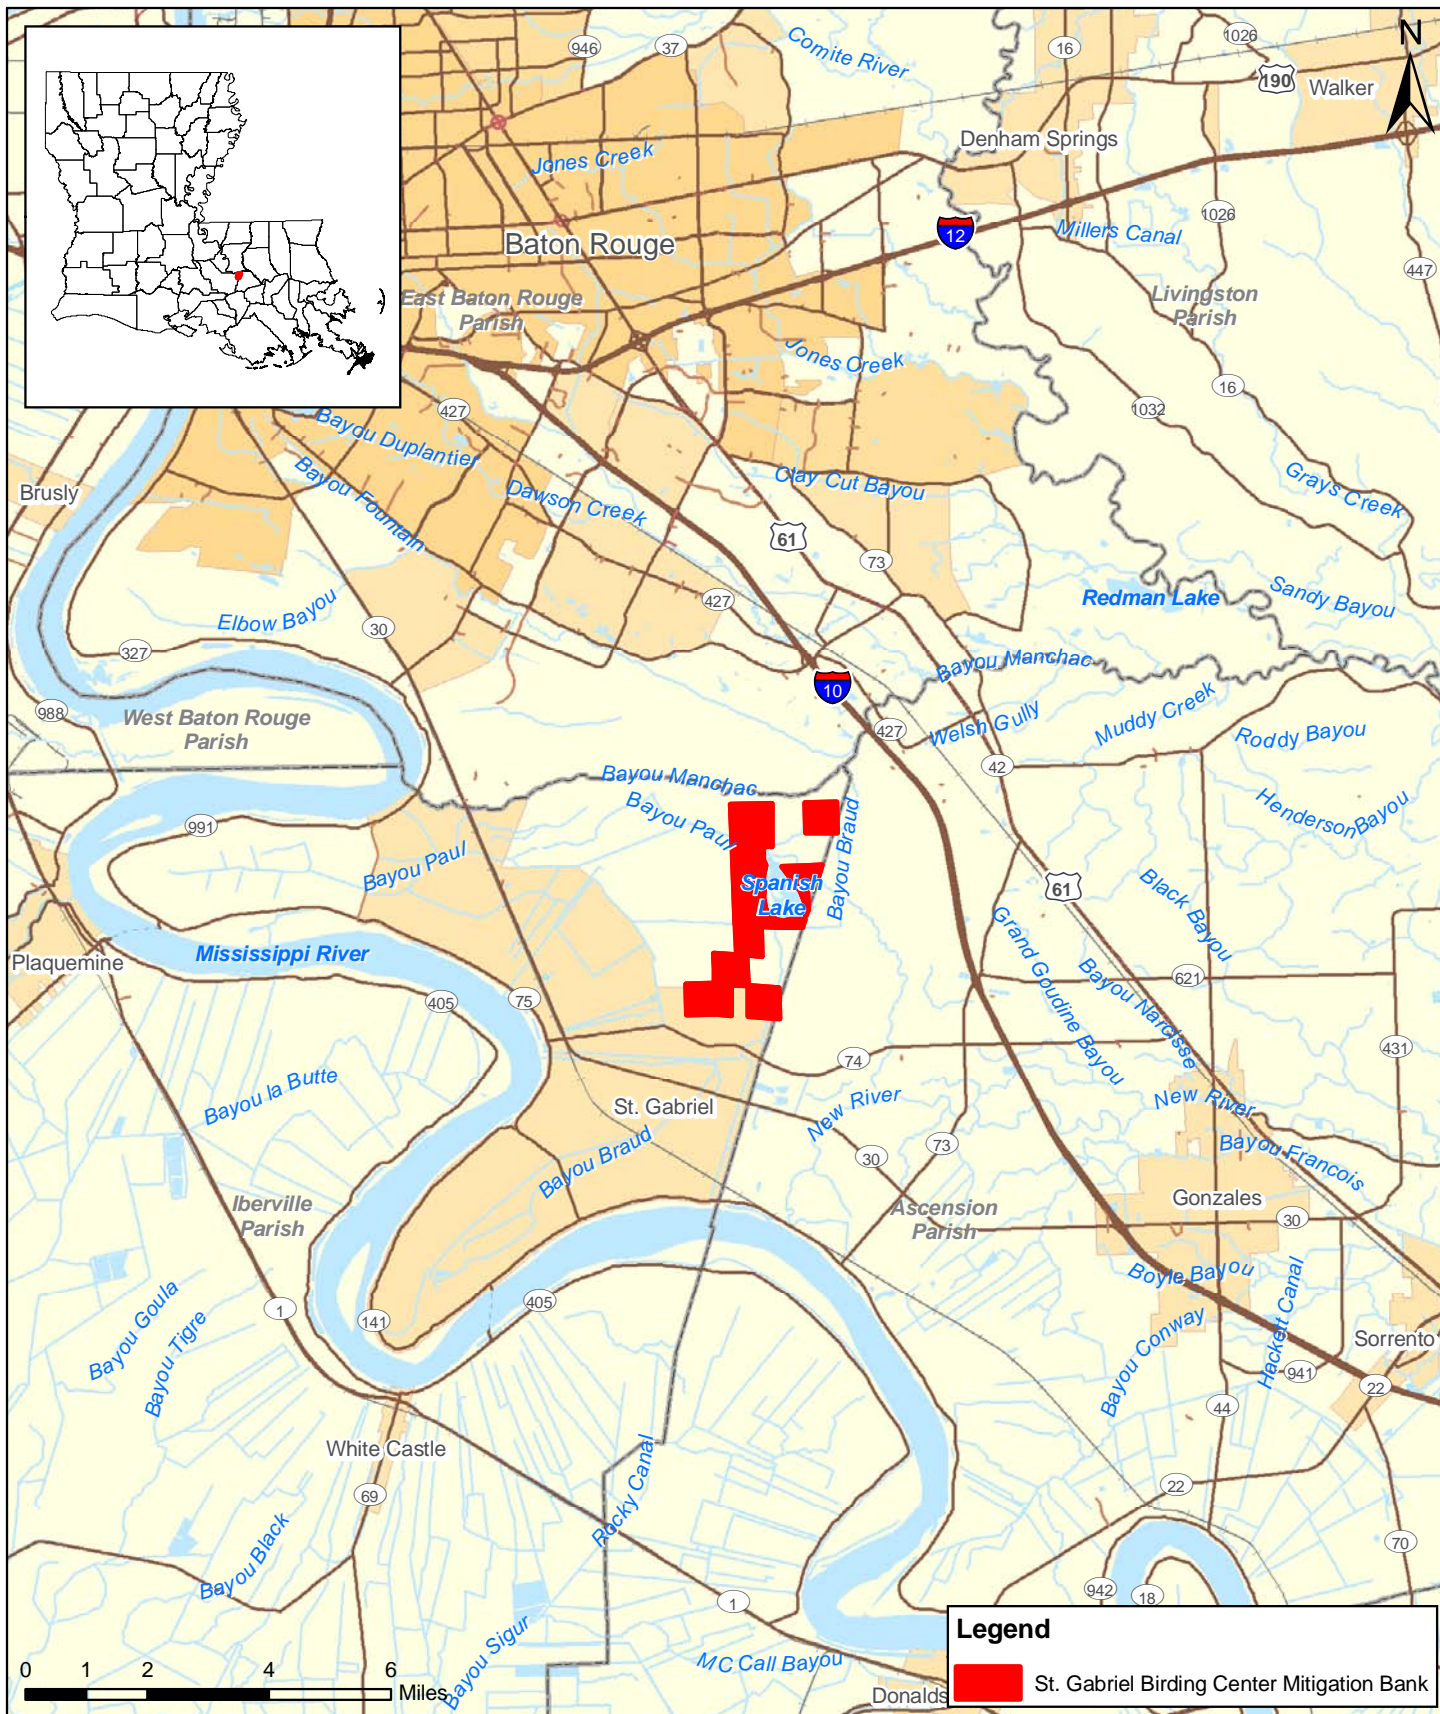 946
37
Comite River
16
1026
N
190
Walker
Denham Springs
Jones Creek
1026
Baton Rouge
12
Millers Canal
447
East Baton Rouge
Parish
Livingston
Parish
Jones Creek
16
427
1032
Bayou Duplantier
Bayou Fountain
Clay Cut Bayou
Grays Creek
Brusly
Dawson Creek
61
73
Redman Lake
Sandy Bayou
427
Elbow Bayou
30
327
Bayou Manchac
10
988
West Baton Rouge
Parish
427
Welsh Gully
Muddy Creek
Roddy Bayou
42
Bayou Manchac
Bayou Paul
Henderson Bayou
991
Bayou Braud
Bayou Paul
Spanish
Lake
61
Black Bayou
Grand Goudine Bayou
Mississippi River
Plaquemine
Bayou Narcisse
621
405
75
431
74
Bayou la Butte
St. Gabriel
New River
New River
Bayou Braud
30
73
Bayou Francois
Iberville
Parish
Ascension
Parish
Gonzales
30
Boyle Bayou
Bayou Goula
Bayou Tigre
1
141
405
Bayou Conway
Hackett Canal
Sorrento
941
22
44
White Castle
69
Rocky Canal
22
Bayou Black
70
942
18
1
Bayou Sigur
MC Call Bayou
Donalds
0 1 2 4 6
Miles
Legend
St. Gabriel Birding Center Mitigation Bank